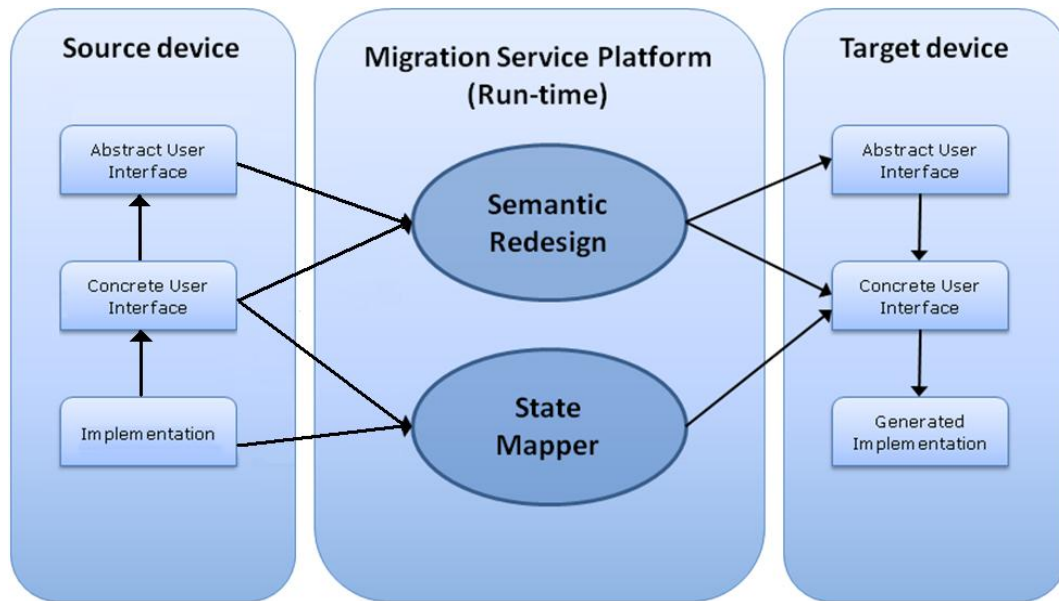 Source device
Abstract User
Interface
Concrete User
Interface
Implementation
Migration Service Platform
(Run-time)
Semantic
Redesign
State
Mapper
Target device
Abstract User
Interface
Concrete User
Interface
Generated
Implementation